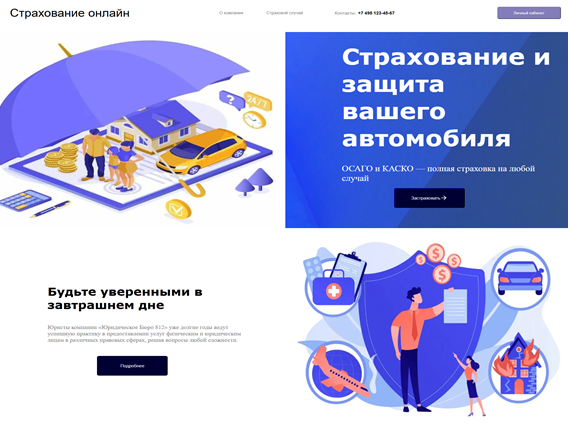 Страхование онлайн
О компании
Страховой случай
Контакты: +7 495 123-45-67
Личный кабинет
? 24/7
Страхование и
защита
вашего
автомобиля
ОСАГО и КАСКО — полная страховка на любой
случай
Застраховать →
Будьте уверенными в
завтрашнем дне
Юристы компании «Юридическое Бюро 812» уже долгие годы ведут
успешную практику в предоставлении услуг физическим и юридическим
лицам в различных правовых сферах, решая вопросы любой сложности.
Подробнее